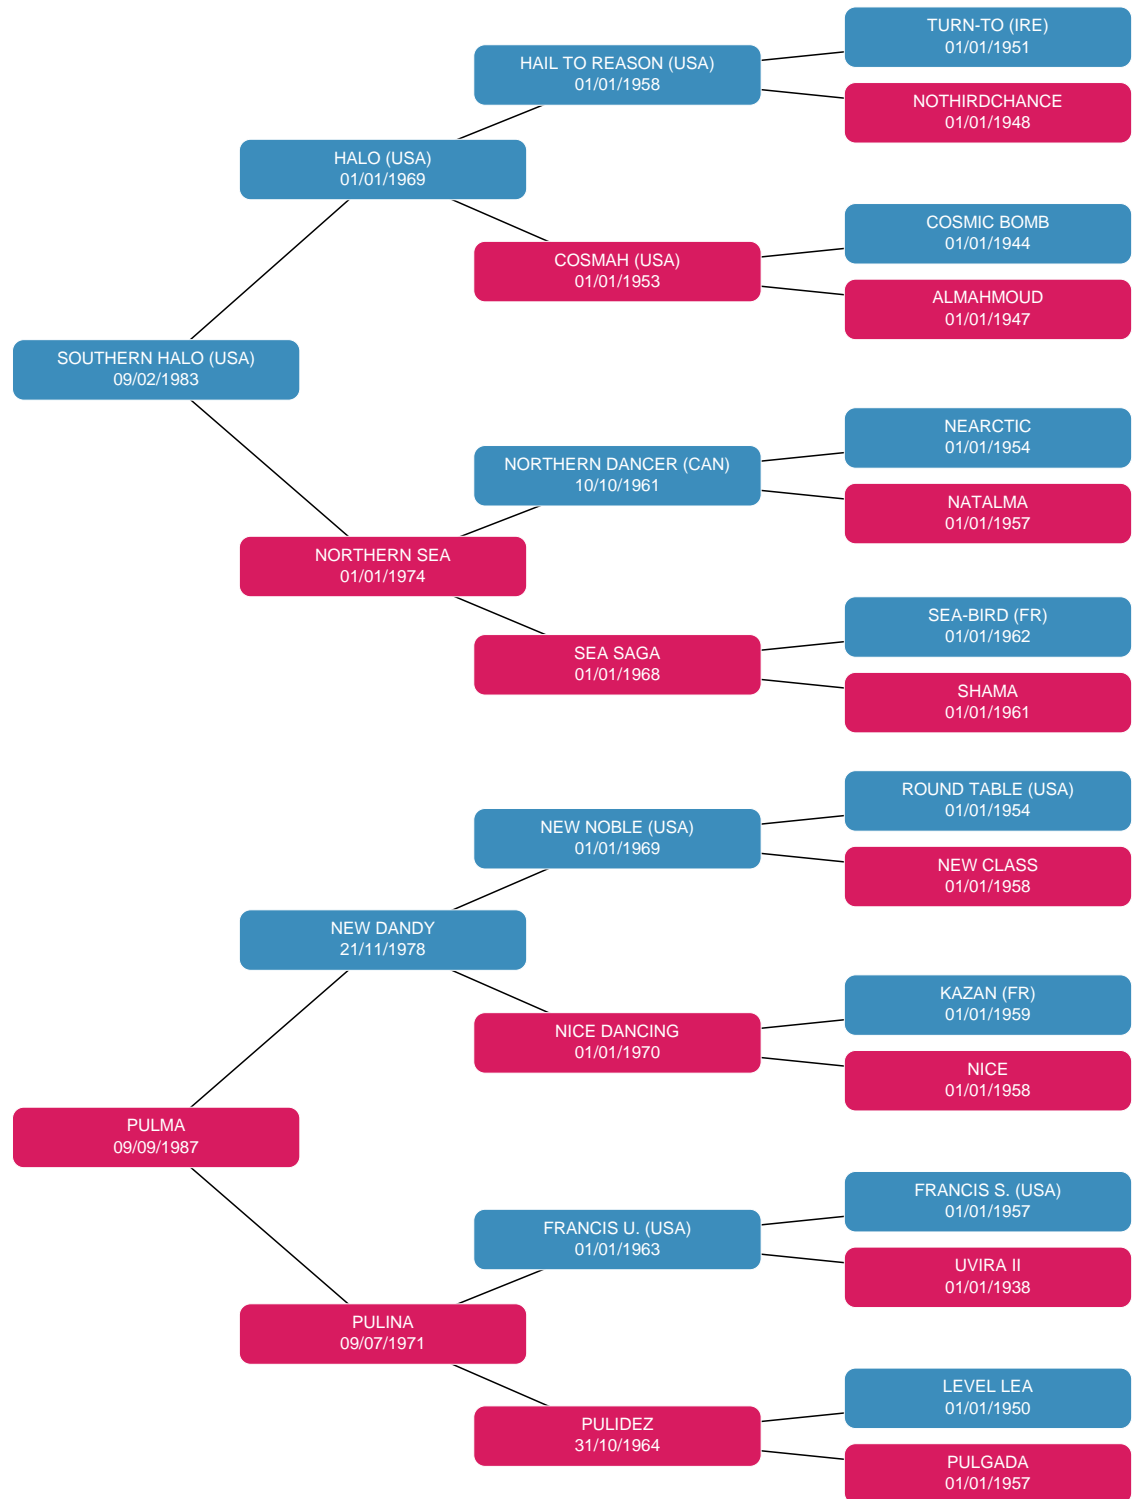 TURN-TO (IRE)
01/01/1951
HAIL TO REASON (USA)
01/01/1958
NOTHIRDCHANCE
01/01/1948
HALO (USA)
01/01/1969
COSMIC BOMB
01/01/1944
COSMAH (USA)
01/01/1953
ALMAHMOUD
01/01/1947
SOUTHERN HALO (USA)
09/02/1983
NEARCTIC
01/01/1954
NORTHERN DANCER (CAN)
10/10/1961
NATALMA
01/01/1957
NORTHERN SEA
01/01/1974
SEA-BIRD (FR)
01/01/1962
SEA SAGA
01/01/1968
SHAMA
01/01/1961
ROUND TABLE (USA)
01/01/1954
NEW NOBLE (USA)
01/01/1969
NEW CLASS
01/01/1958
NEW DANDY
21/11/1978
KAZAN (FR)
01/01/1959
NICE DANCING
01/01/1970
NICE
01/01/1958
PULMA
09/09/1987
FRANCIS S. (USA)
01/01/1957
FRANCIS U. (USA)
01/01/1963
UVIRA II
01/01/1938
PULINA
09/07/1971
LEVEL LEA
01/01/1950
PULIDEZ
31/10/1964
PULGADA
01/01/1957